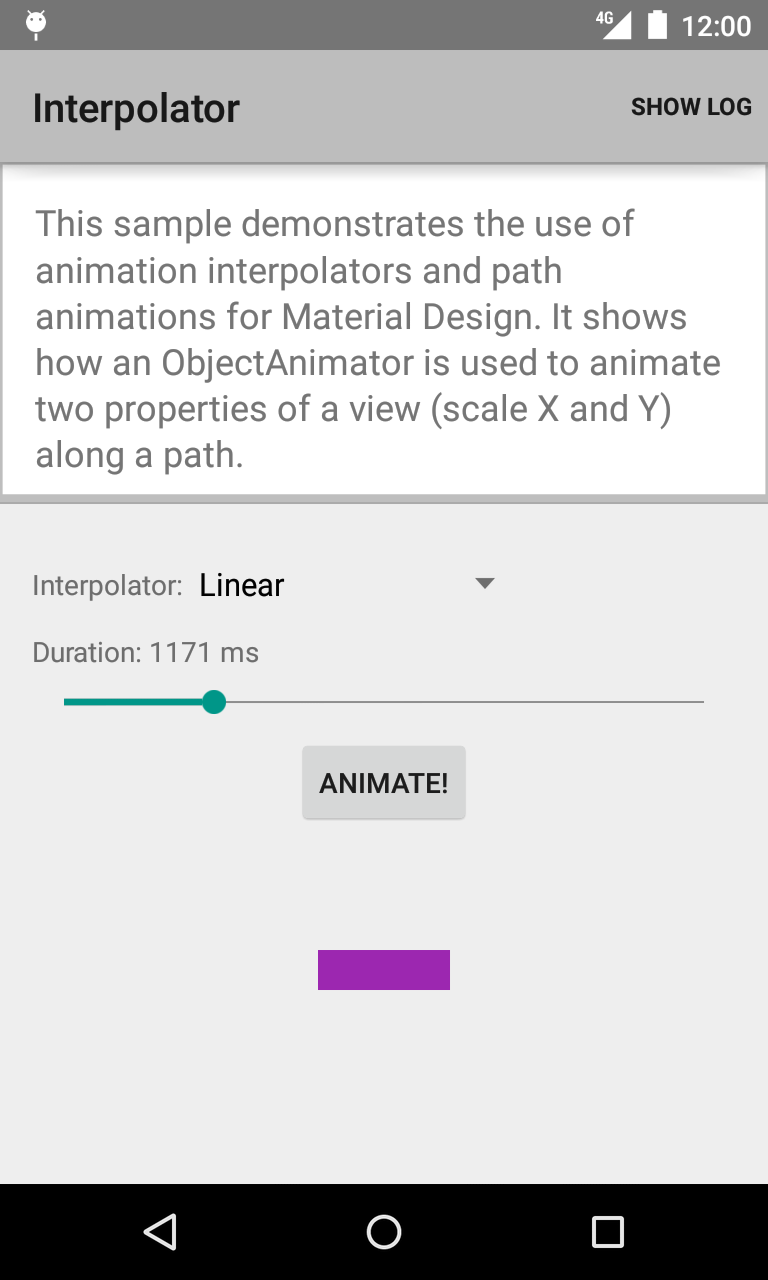 4G 12:00
Interpolator SHOW LOG
This sample demonstrates the use of
animation interpolators and path
animations for Material Design. It shows
how an ObjectAnimator is used to animate
two properties of a view (scale X and Y)
along a path.
Interpolator: Linear
Duration: 1171 ms
ANIMATE!